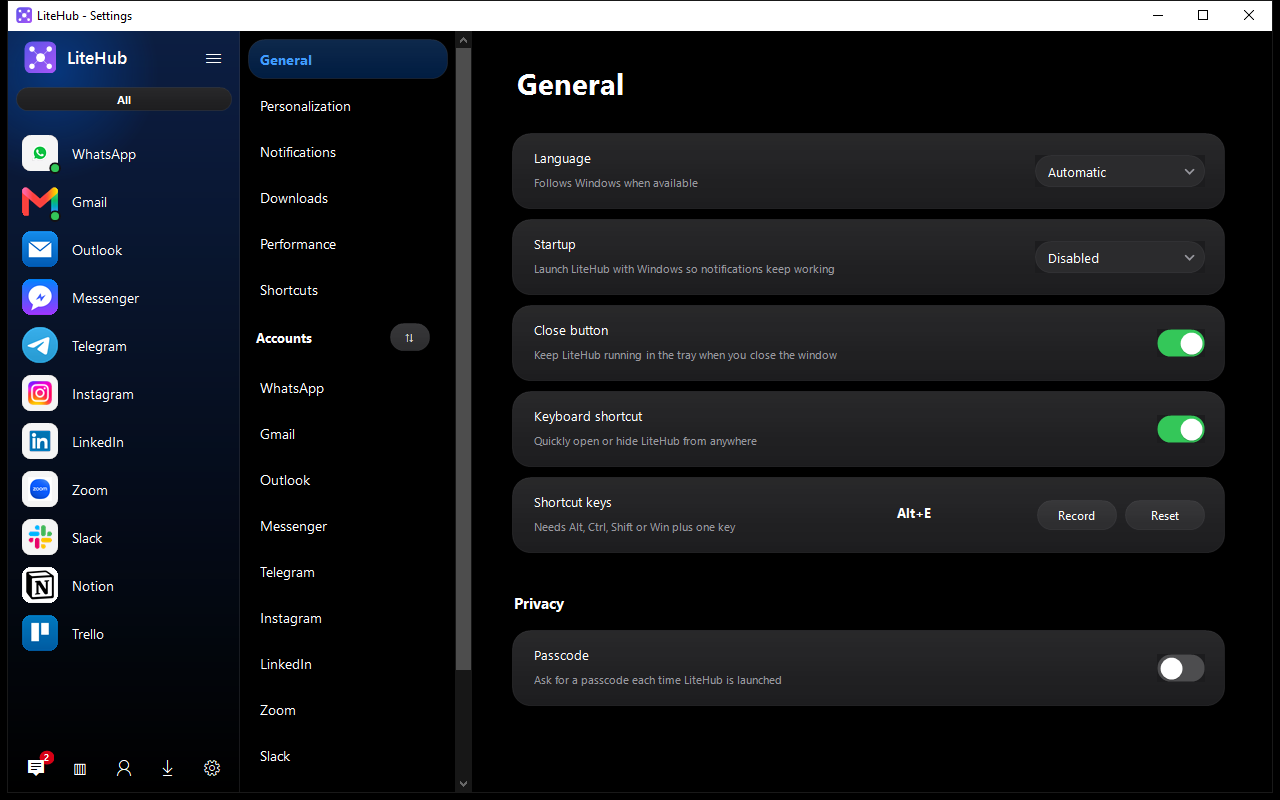 LiteHub - Settings
LiteHub
All
WhatsApp
Gmail
Outlook
Messenger
Telegram
Instagram
LinkedIn
zoom
Zoom
Slack
Notion
Trello
2
General
Personalization
Notifications
Downloads
Performance
Shortcuts
Accounts
WhatsApp
Gmail
Outlook
Messenger
Telegram
Instagram
LinkedIn
Zoom
Slack
General
Language
Follows Windows when available
Automatic
Startup
Launch LiteHub with Windows so notifications keep working
Disabled
Close button
Keep LiteHub running in the tray when you close the window
Keyboard shortcut
Quickly open or hide LiteHub from anywhere
Shortcut keys
Needs Alt, Ctrl, Shift or Win plus one key
Alt+E
Record
Reset
Privacy
Passcode
Ask for a passcode each time LiteHub is launched